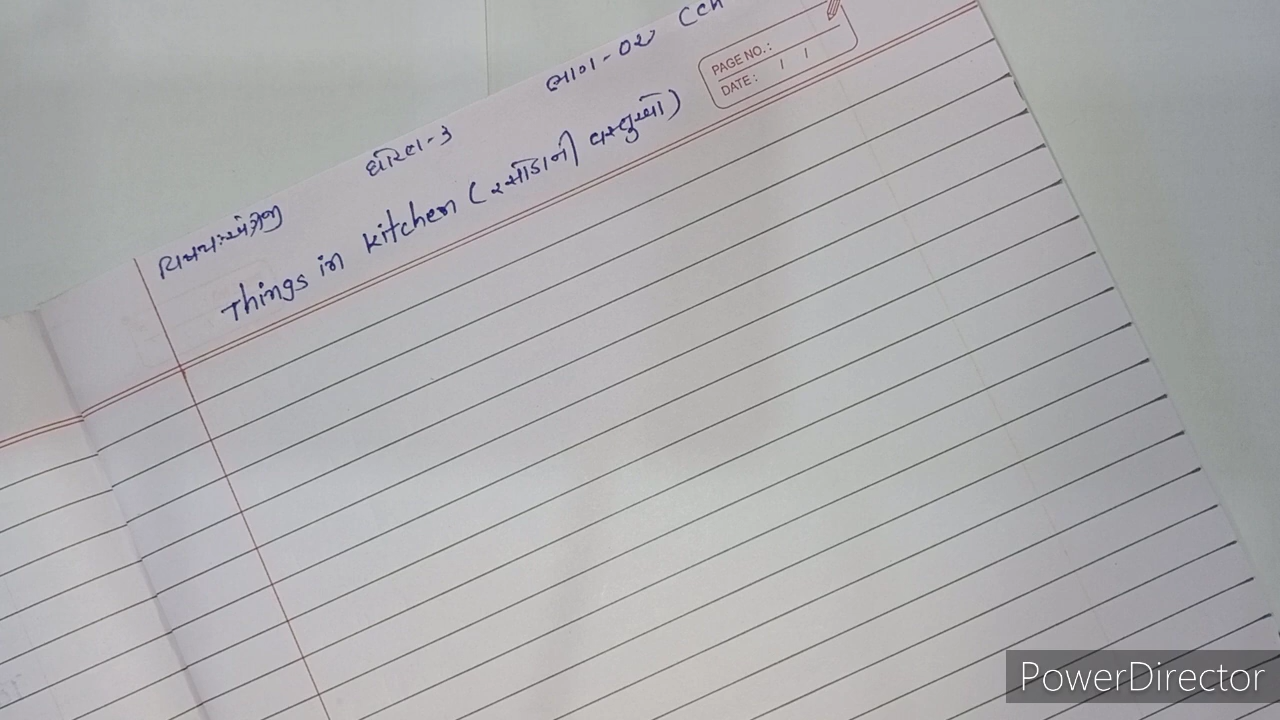 વિષય:-અંગ્રેજી ધોરણ-૩ ભાગ-૦૨
Things in kitchen (રસોડાની વસ્તુઓ)
PAGE NO.:
DATE: / /
PowerDirector